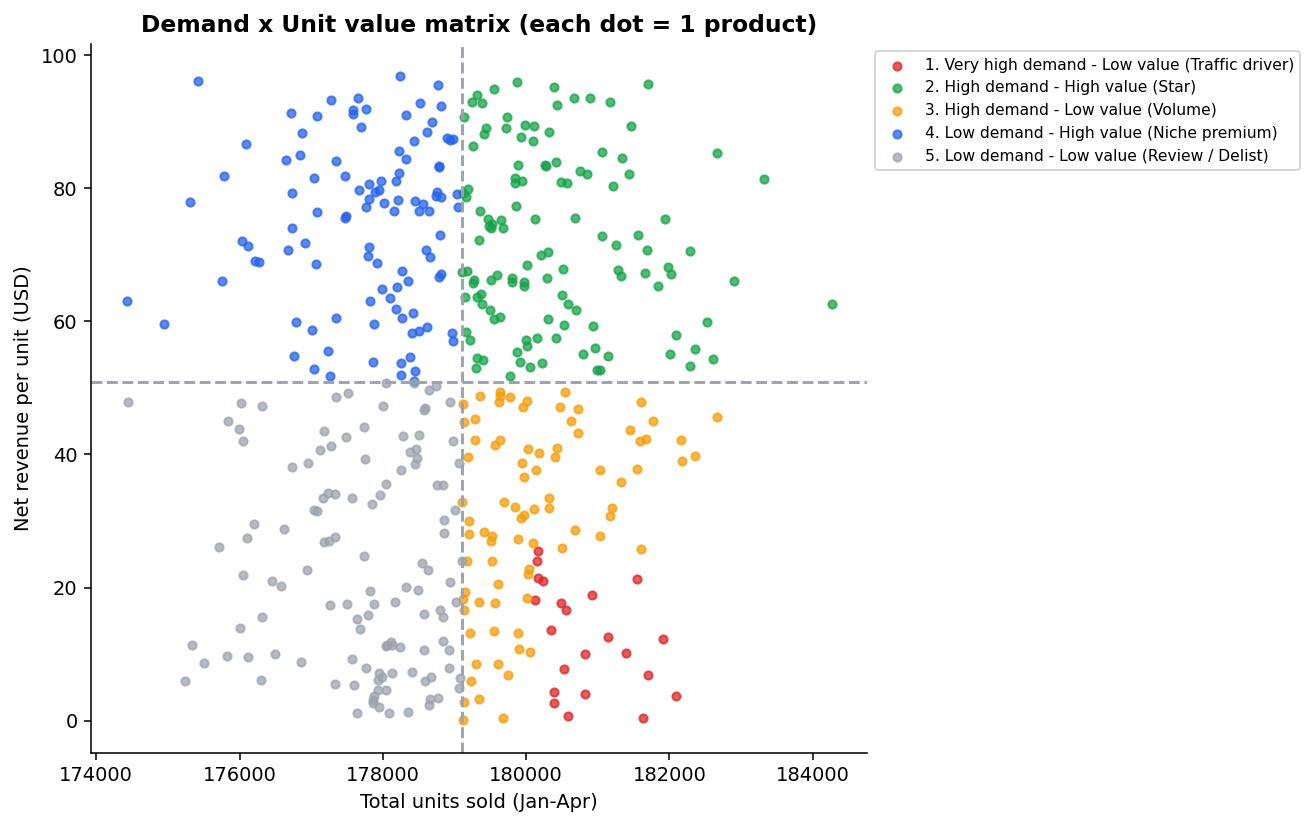 Demand x Unit value matrix (each dot = 1 product)
1. Very high demand - Low value (Traffic driver)
2. High demand - High value (Star)
3. High demand - Low value (Volume)
4. Low demand - High value (Niche premium)
5. Low demand - Low value (Review / Delist)
Net revenue per unit (USD)
100
80
60
40
20
0
174000 176000 178000 180000 182000 184000
Total units sold (Jan-Apr)